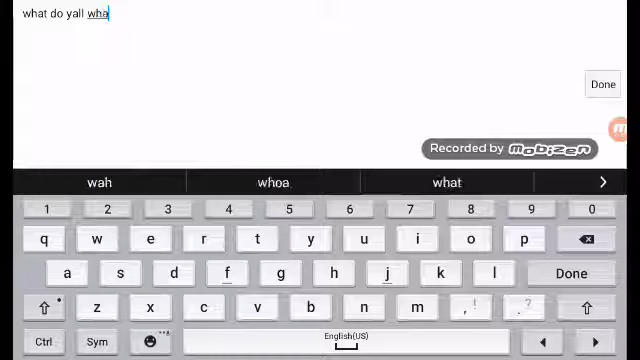 what do yall wha
Done
Recorded by mobizen
wah whoa what >
1 2 3 4 5 6 7 8 9 0
q w e r t y u i o p
a s d f g h j k l Done
z x c v b n m , ! . ?
Ctrl Sym English(US)